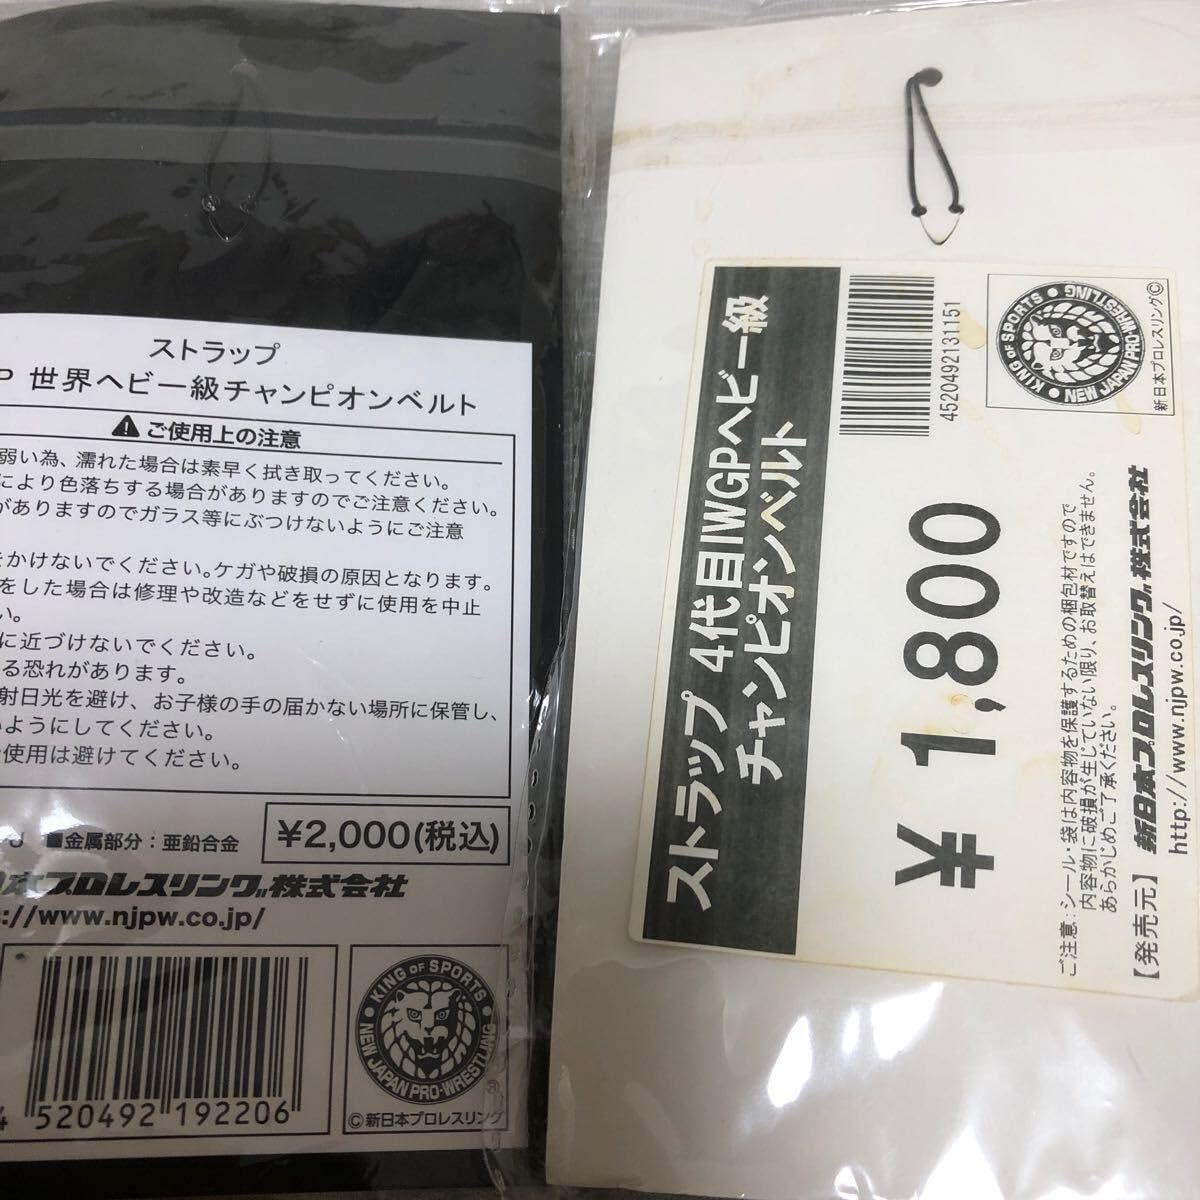 ストラップ
P 世界ヘビー級チャンピオンベルト
ご使用上の注意
弱い為、濡れた場合は素早く拭き取ってください。
により色落ちする場合がありますのでご注意ください。
がありますのでガラス等にぶつけないようにご注意
をかけないでください。ケガや破損の原因となります。
をした場合は修理や改造などをせずに使用を中止
い。
に近づけないでください。
る恐れがあります。
射日光を避け、お子様の手の届かない場所に保管し、
いようにしてください。
使用は避けてください。
■金属部分：亜鉛合金
¥2,000(税込)
日本プロレスリング株式会社
://www.njpw.co.jp/
4 520492 192206
KING OF SPORTS
NEW JAPAN PRO-WRESTLING
®
©新日本プロレスリング
ストラップ 4代目IWGPヘビー級
チャンピオンベルト
4520492131151
KING OF SPORTS
NEW JAPAN PRO-WRESTLING
新日本プロレスリング©
¥ 1,800
ご注意：シール・袋は内容物を保護するための梱包材ですので
内容物に破損が生じていない限り、お取替えはできません。
あらかじめご了承ください。
【発売元】新日本プロレスリング株式会社
http://www.njpw.co.jp/